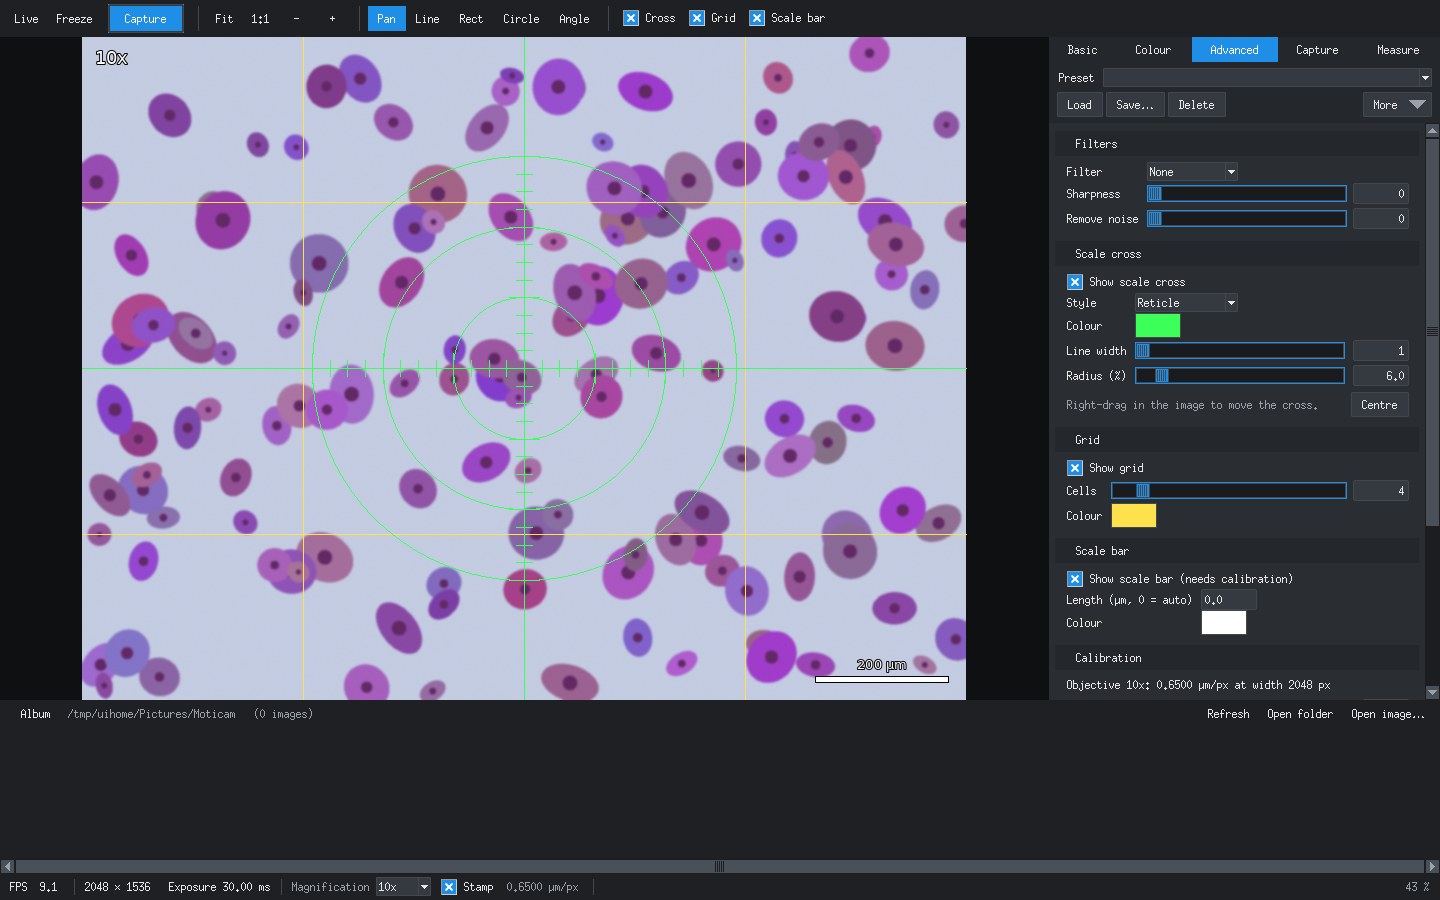 Live Freeze Capture Fit 1:1 − + Pan Line Rect Circle Angle Cross Grid Scale bar
10x
200 µm
Basic Colour Advanced Capture Measure
Preset
Load Save... Delete More
Filters
Filter None
Sharpness 0
Remove noise 0
Scale cross
Show scale cross
Style Reticle
Colour
Line width 1
Radius (%) 6.0
Right-drag in the image to move the cross. Centre
Grid
Show grid
Cells 4
Colour
Scale bar
Show scale bar (needs calibration)
Length (µm, 0 = auto) 0.0
Colour
Calibration
Objective 10x: 0.6500 µm/px at width 2048 px
Album /tmp/uihome/Pictures/Moticam (0 images) Refresh Open folder Open image...
FPS 9.1 2048 × 1536 Exposure 30.00 ms Magnification 10x Stamp 0.6500 µm/px 43 %